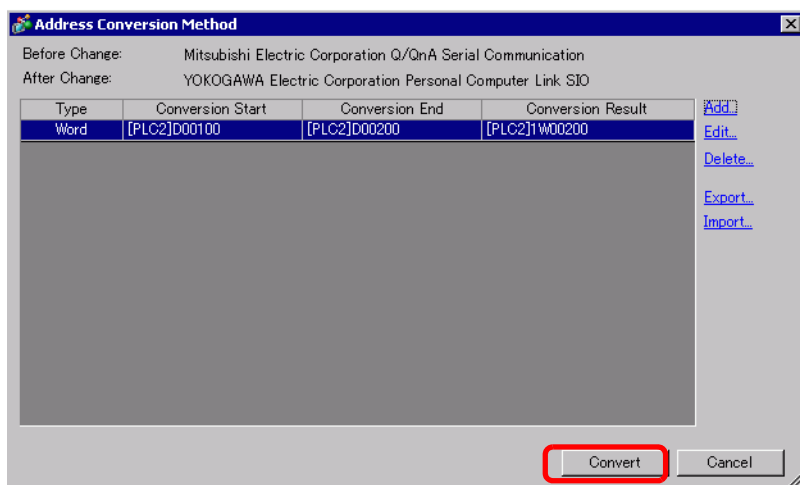 Address Conversion Method
Before Change: Mitsubishi Electric Corporation Q/QnA Serial Communication
After Change: YOKOGAWA Electric Corporation Personal Computer Link SIO
Type Conversion Start Conversion End Conversion Result
Word [PLC2]D00100 [PLC2]D00200 [PLC2]1W00200
Add...
Edit...
Delete...
Export...
Import...
Convert Cancel